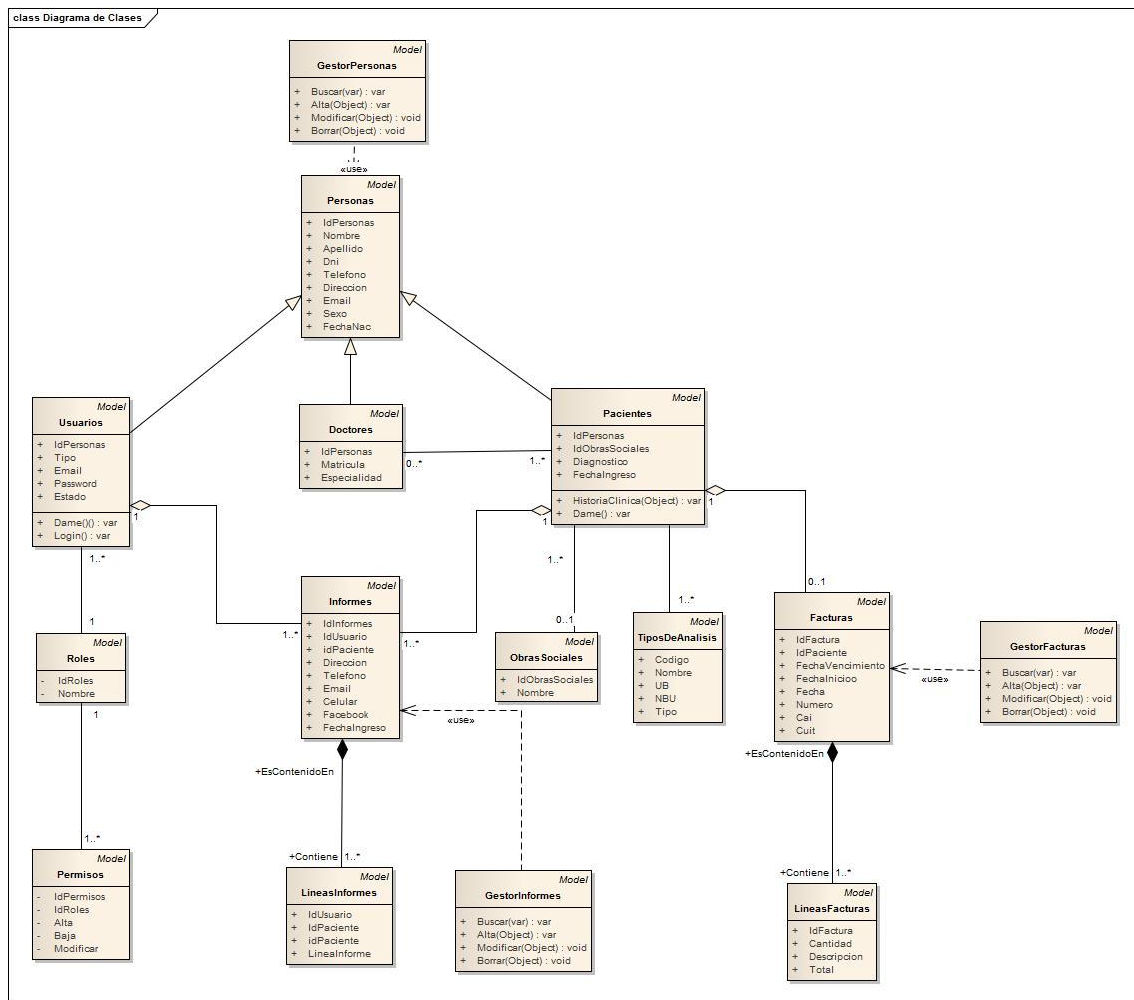 class Diagrama de Clases
Model
GestorPersonas
+ Buscar(var) : var
+ Alta(Object) : var
+ Modificar(Object) : void
+ Borrar(Object) : void
«use»
Model
Personas
+ IdPersonas
+ Nombre
+ Apellido
+ Dni
+ Telefono
+ Direccion
+ Email
+ Sexo
+ FechaNac
Model
Usuarios
+ IdPersonas
+ Tipo
+ Email
+ Password
+ Estado
+ Dame()() : var
+ Login() : var
1
1..*
Model
Doctores
+ IdPersonas
+ Matricula
+ Especialidad
0..*
1..*
Model
Pacientes
+ IdPersonas
+ IdObrasSociales
+ Diagnostico
+ FechaIngreso
+ HistoriaClinica(Object) : var
+ Dame() : var
1
1
1..*
0..1
1..*
0..1
1
Model
Roles
- IdRoles
- Nombre
1
1..*
Model
Informes
+ IdInformes
+ IdUsuario
+ idPaciente
+ Direccion
+ Telefono
+ Email
+ Celular
+ Facebook
+ FechaIngreso
1..*
1..*
«use»
Model
ObrasSociales
+ IdObrasSociales
+ Nombre
Model
TiposDeAnalisis
+ Codigo
+ Nombre
+ UB
+ NBU
+ Tipo
Model
Facturas
+ IdFactura
+ IdPaciente
+ FechaVencimiento
+ FechaInicioo
+ Fecha
+ Numero
+ Cai
+ Cuit
«use»
Model
GestorFacturas
+ Buscar(var) : var
+ Alta(Object) : var
+ Modificar(Object) : void
+ Borrar(Object) : void
+EsContenidoEn
+EsContenidoEn
Model
Permisos
- IdPermisos
- IdRoles
- Alta
- Baja
- Modificar
+Contiene 1..*
Model
LineasInformes
+ IdUsuario
+ IdPaciente
+ idPaciente
+ LineaInforme
Model
GestorInformes
+ Buscar(var) : var
+ Alta(Object) : var
+ Modificar(Object) : void
+ Borrar(Object) : void
+Contiene 1..*
Model
LineasFacturas
+ IdFactura
+ Cantidad
+ Descripcion
+ Total